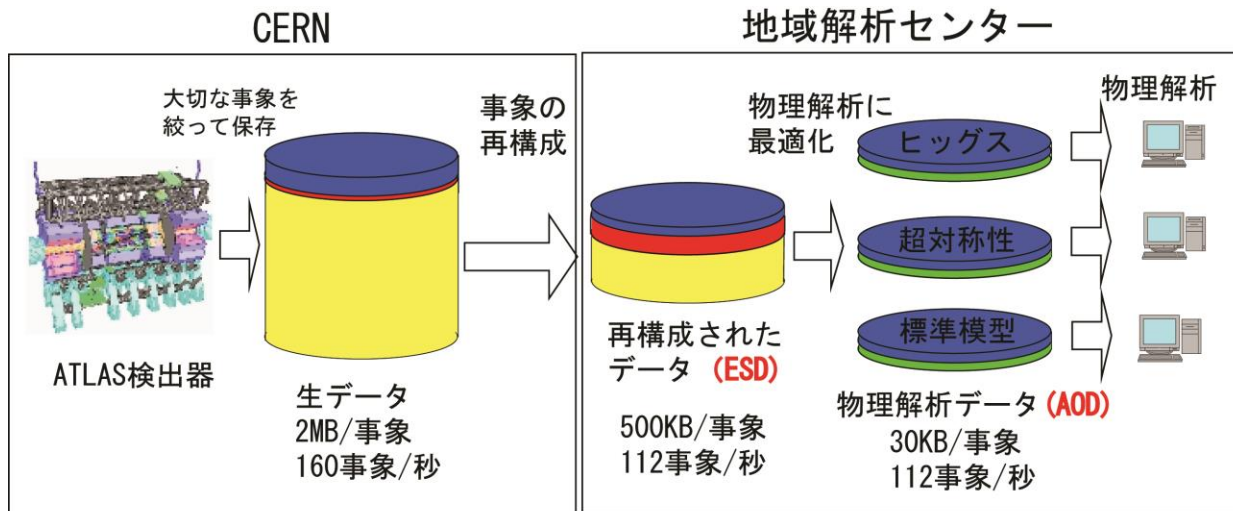 CERN
地域解析センター
大切な事象を
絞って保存
事象の
再構成
物理解析に
最適化
物理解析
ヒッグス
超対称性
標準模型
ATLAS検出器
生データ
2MB/事象
160事象/秒
再構成された
データ (ESD)
500KB/事象
112事象/秒
物理解析データ(AOD)
30KB/事象
112事象/秒